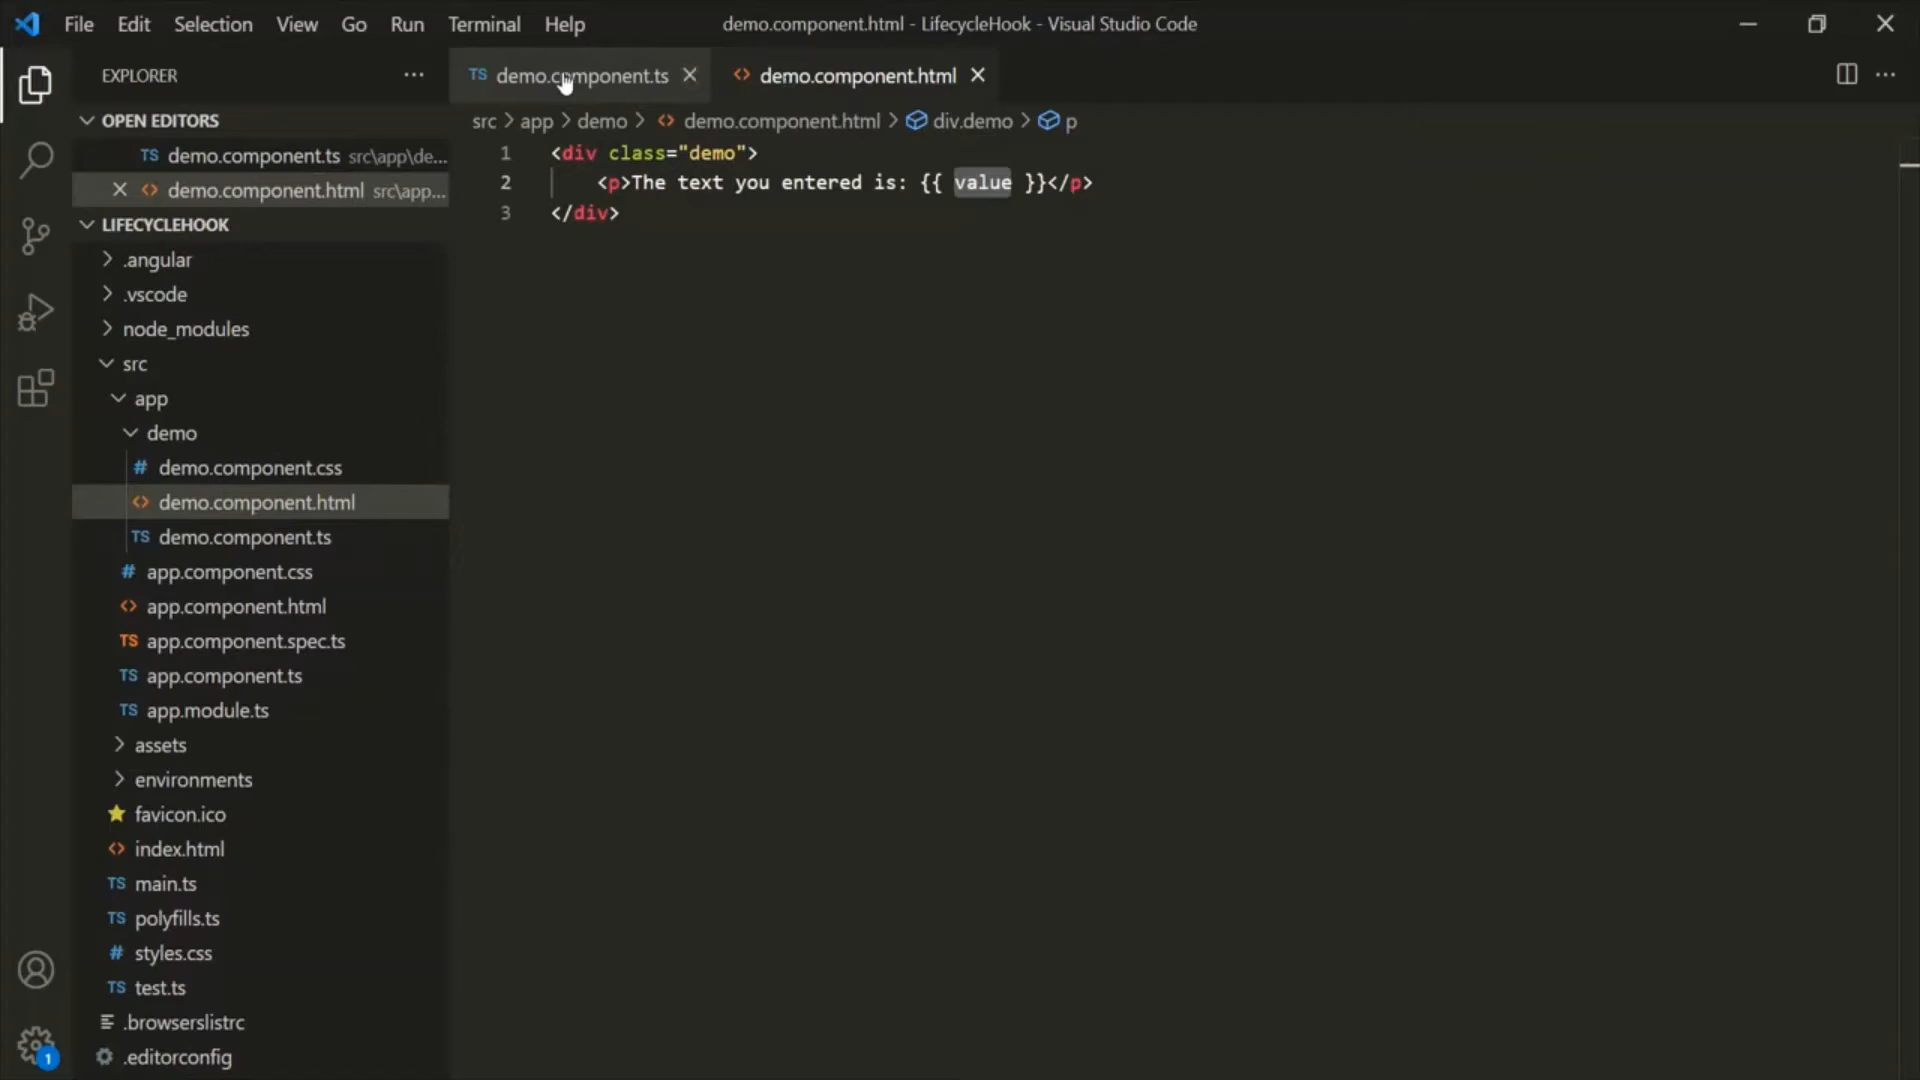 File Edit Selection View Go Run Terminal Help demo.component.html - LifecycleHook - Visual Studio Code
EXPLORER
TS demo.component.ts
<> demo.component.html
OPEN EDITORS
TS demo.component.ts src\app\de...
<> demo.component.html src\app...
LIFECYCLEHOOK
.angular
.vscode
node_modules
src
app
demo
# demo.component.css
<> demo.component.html
TS demo.component.ts
# app.component.css
<> app.component.html
TS app.component.spec.ts
TS app.component.ts
TS app.module.ts
assets
environments
favicon.ico
<> index.html
TS main.ts
TS polyfills.ts
# styles.css
TS test.ts
.browserslistrc
.editorconfig
1
src > app > demo > <> demo.component.html > div.demo > p
1 <div class="demo">
2 <p>The text you entered is: {{ value }}</p>
3 </div>